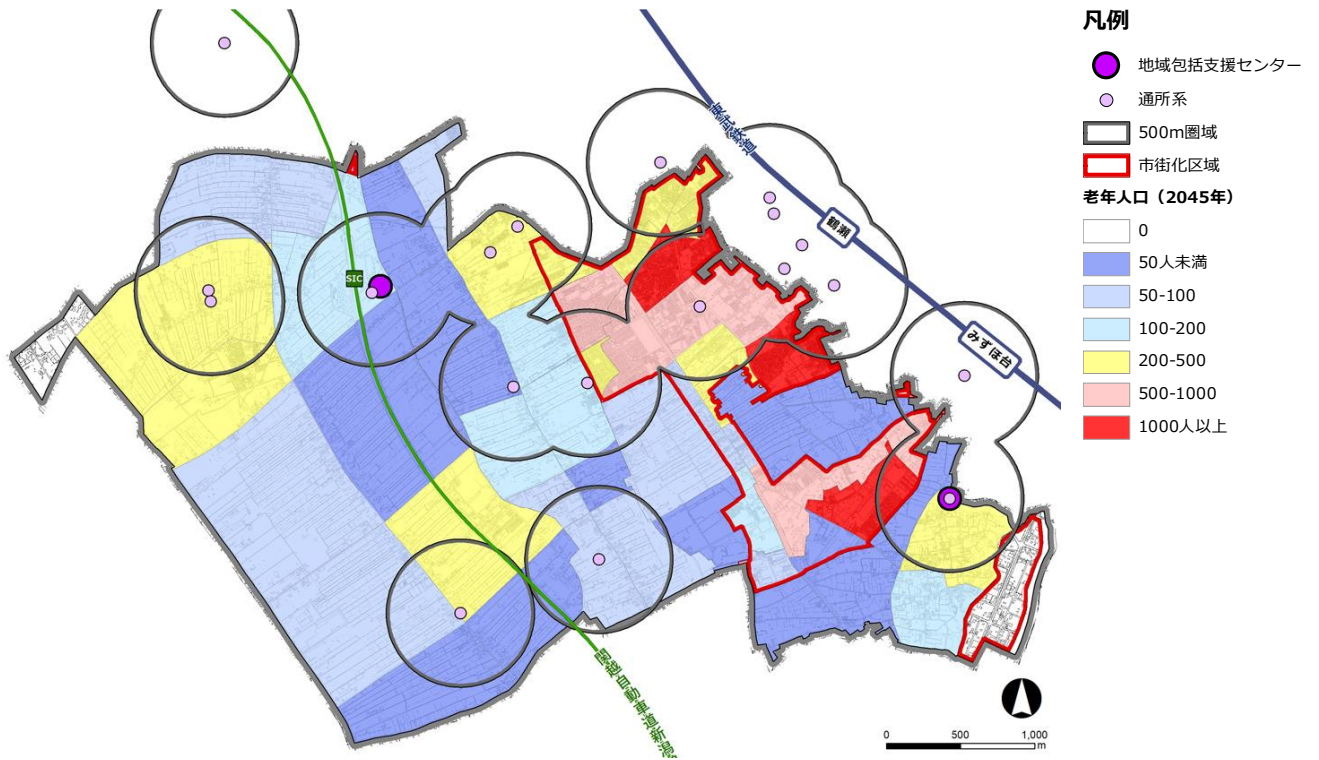 凡例
地域包括支援センター
通所系
500m圏域
市街化区域
老年人口（2045年）
0
50人未満
50-100
100-200
200-500
500-1000
1000人以上
東武鉄道
鶴瀬
みずほ台
SIC
関越自動車道新潟
0 500 1,000
m